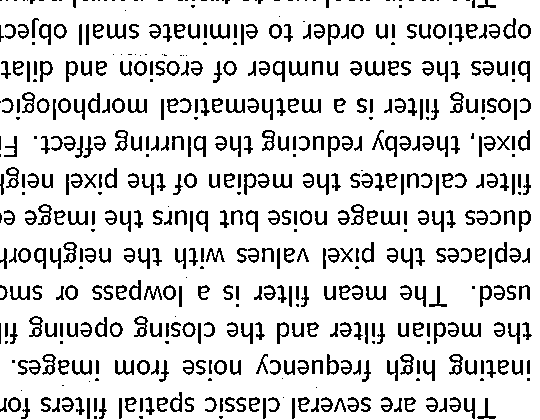 There are several classic spatial filters for
inating high frequency noise from images.
the median filter and the closing opening fil
used. The mean filter is a lowpass or smo
replaces the pixel values with the neighborh
duces the image noise but blurs the image e
filter calculates the median of the pixel neigh
pixel, thereby reducing the blurring effect. Fi
closing filter is a mathematical morphologic
bines the same number of erosion and dilat
operations in order to eliminate small object